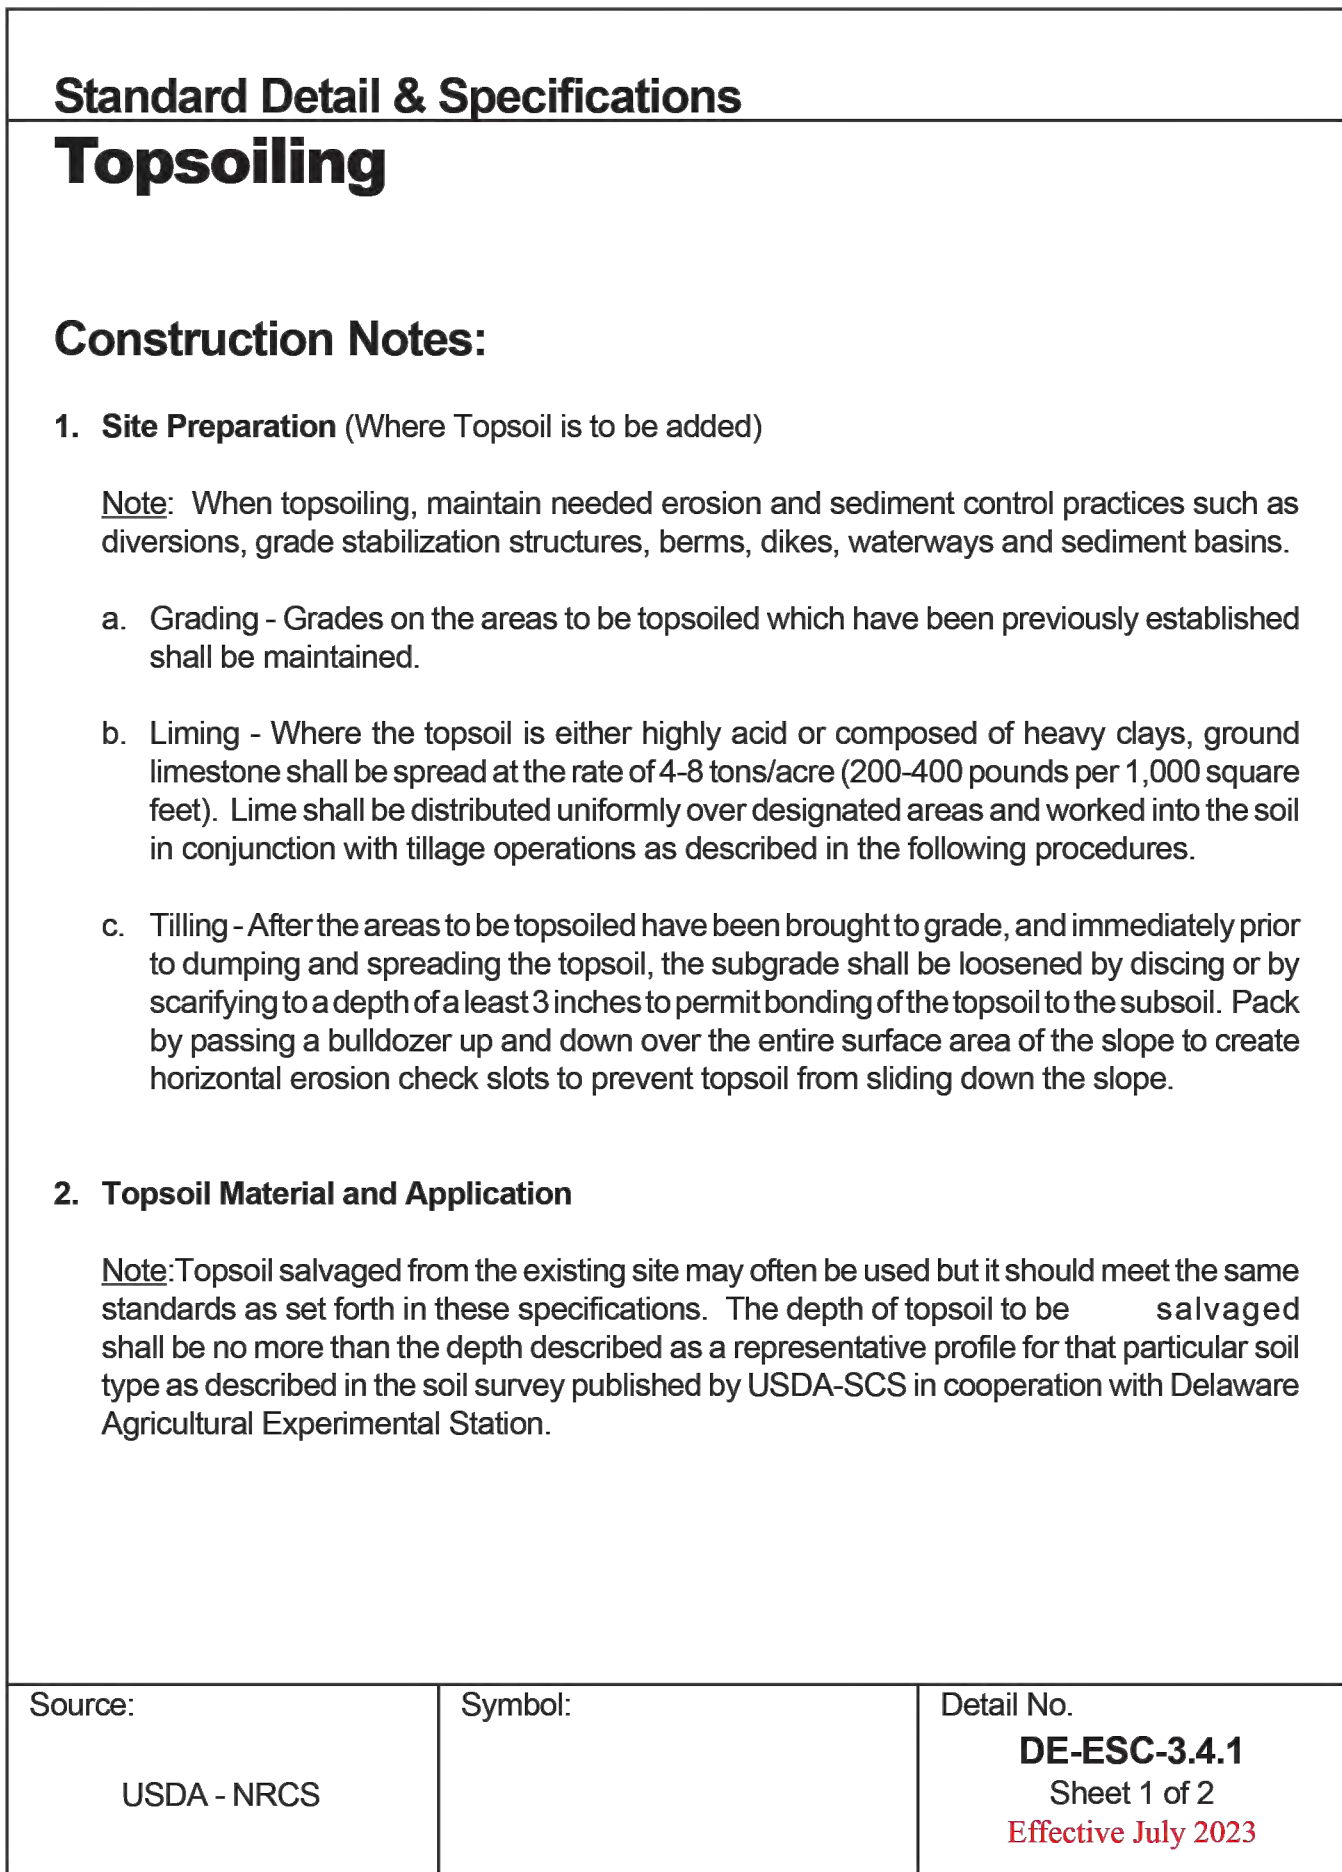 Standard Detail & Specifications
Topsoiling
Construction Notes:
1. Site Preparation (Where Topsoil is to be added)
Note: When topsoiling, maintain needed erosion and sediment control practices such as
diversions, grade stabilization structures, berms, dikes, waterways and sediment basins.
a. Grading - Grades on the areas to be topsoiled which have been previously established
shall be maintained.
b. Liming - Where the topsoil is either highly acid or composed of heavy clays, ground
limestone shall be spread at the rate of 4-8 tons/acre (200-400 pounds per 1,000 square
feet). Lime shall be distributed uniformly over designated areas and worked into the soil
in conjunction with tillage operations as described in the following procedures.
c. Tilling - After the areas to be topsoiled have been brought to grade, and immediately prior
to dumping and spreading the topsoil, the subgrade shall be loosened by discing or by
scarifying to a depth of a least 3 inches to permit bonding of the topsoil to the subsoil. Pack
by passing a bulldozer up and down over the entire surface area of the slope to create
horizontal erosion check slots to prevent topsoil from sliding down the slope.
2. Topsoil Material and Application
Note:Topsoil salvaged from the existing site may often be used but it should meet the same
standards as set forth in these specifications. The depth of topsoil to be salvaged
shall be no more than the depth described as a representative profile for that particular soil
type as described in the soil survey published by USDA-SCS in cooperation with Delaware
Agricultural Experimental Station.
Source:
USDA - NRCS
Symbol:
Detail No.
DE-ESC-3.4.1
Sheet 1 of 2
Effective July 2023